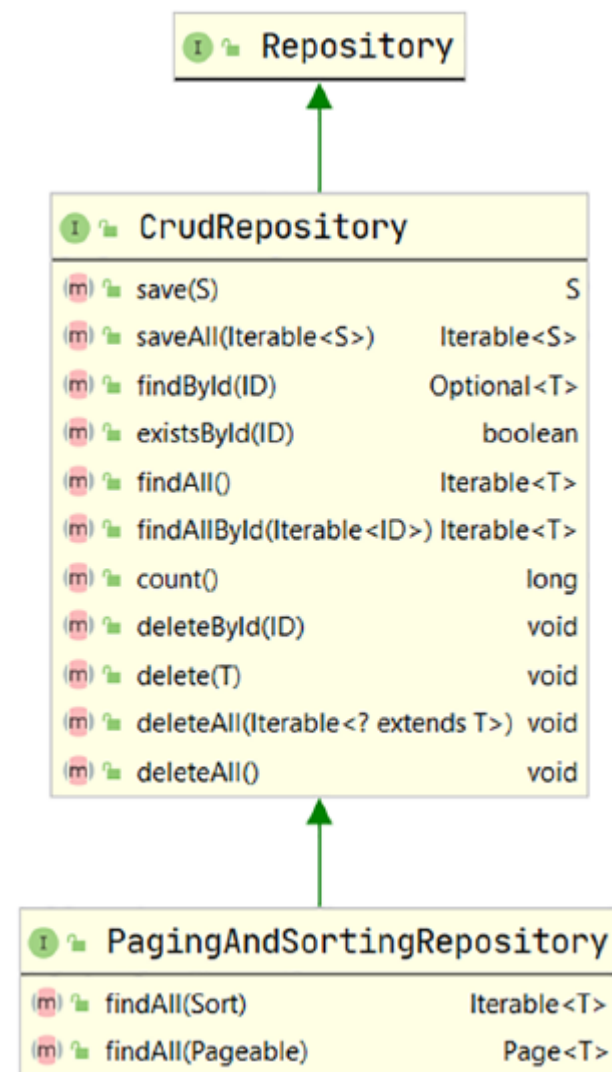 I Repository
I CrudRepository
m save(S) S
m saveAll(Iterable<S>) Iterable<S>
m findById(ID) Optional<T>
m existsById(ID) boolean
m findAll() Iterable<T>
m findAllById(Iterable<ID>) Iterable<T>
m count() long
m deleteById(ID) void
m delete(T) void
m deleteAll(Iterable<? extends T>) void
m deleteAll() void
I PagingAndSortingRepository
m findAll(Sort) Iterable<T>
m findAll(Pageable) Page<T>